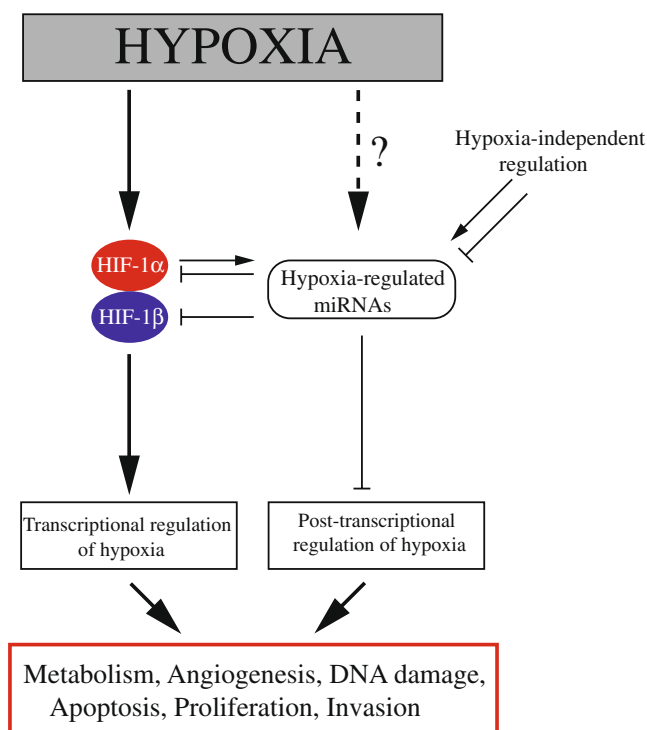 HYPOXIA
?
Hypoxia-independent
regulation
HIF-1α
HIF-1β
Hypoxia-regulated
miRNAs
Transcriptional regulation
of hypoxia
Post-transcriptional
regulation of hypoxia
Metabolism, Angiogenesis, DNA damage,
Apoptosis, Proliferation, Invasion